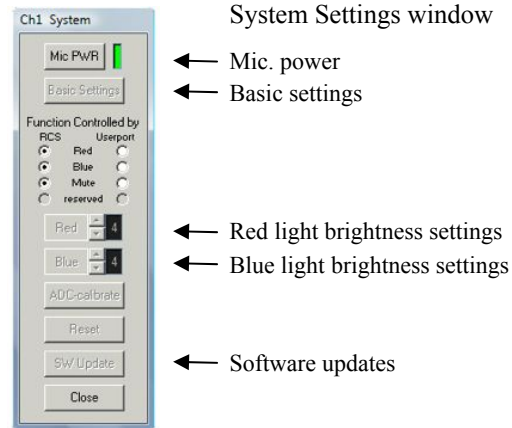 System Settings window
Ch1 System
Mic PWR
Mic. power
Basic Settings
Basic settings
Function Controlled by
RCS Userport
Red
Blue
Mute
reserved
Red 4
Red light brightness settings
Blue 4
Blue light brightness settings
ADC-calibrate
Reset
SW Update
Software updates
Close